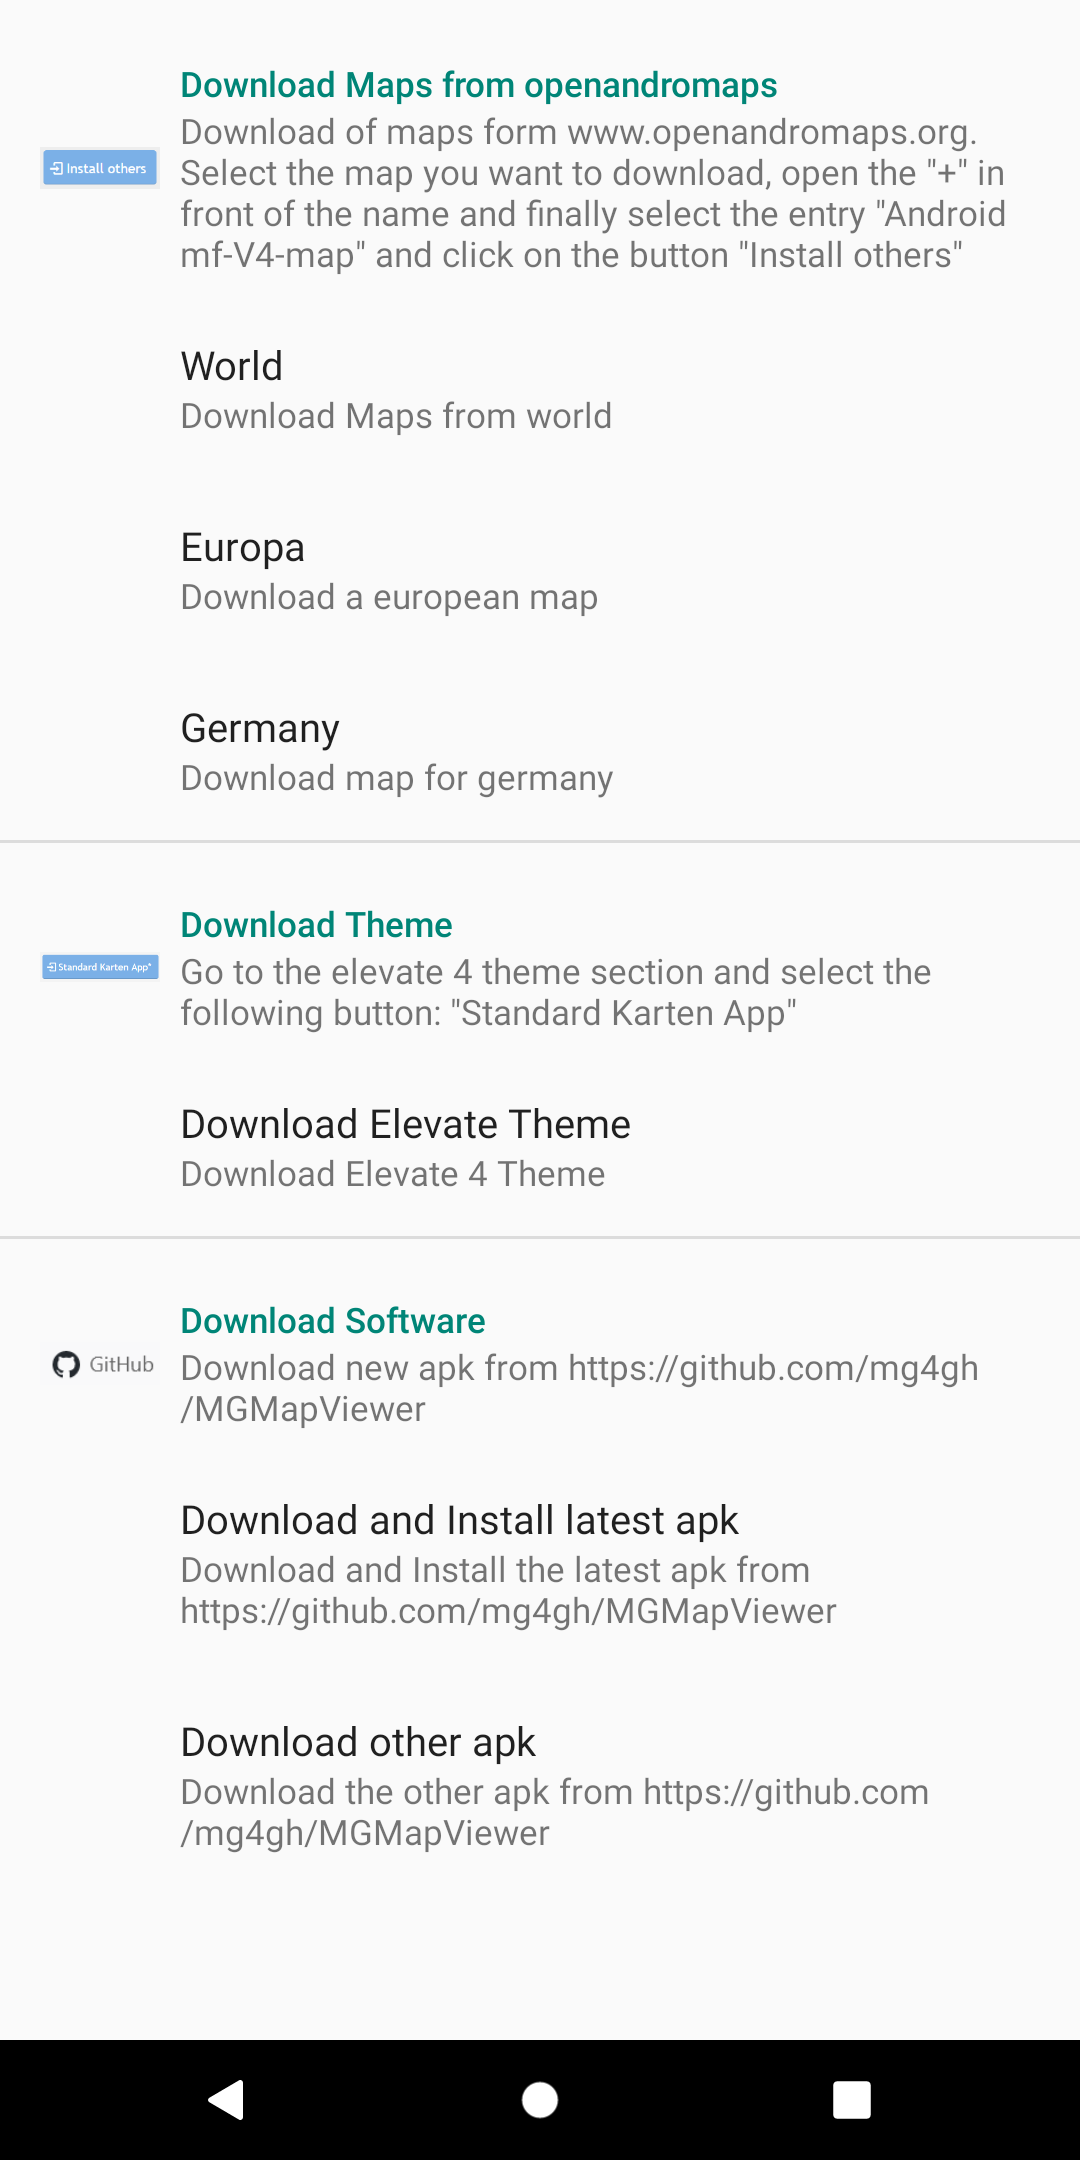 Download Maps from openandromaps
Download of maps form www.openandromaps.org.
Install others
Select the map you want to download, open the "+" in
front of the name and finally select the entry "Android
mf-V4-map" and click on the button "Install others"
World
Download Maps from world
Europa
Download a european map
Germany
Download map for germany
Download Theme
Standard Karten App*
Go to the elevate 4 theme section and select the
following button: "Standard Karten App"
Download Elevate Theme
Download Elevate 4 Theme
Download Software
GitHub
Download new apk from https://github.com/mg4gh
/MGMapViewer
Download and Install latest apk
Download and Install the latest apk from
https://github.com/mg4gh/MGMapViewer
Download other apk
Download the other apk from https://github.com
/mg4gh/MGMapViewer